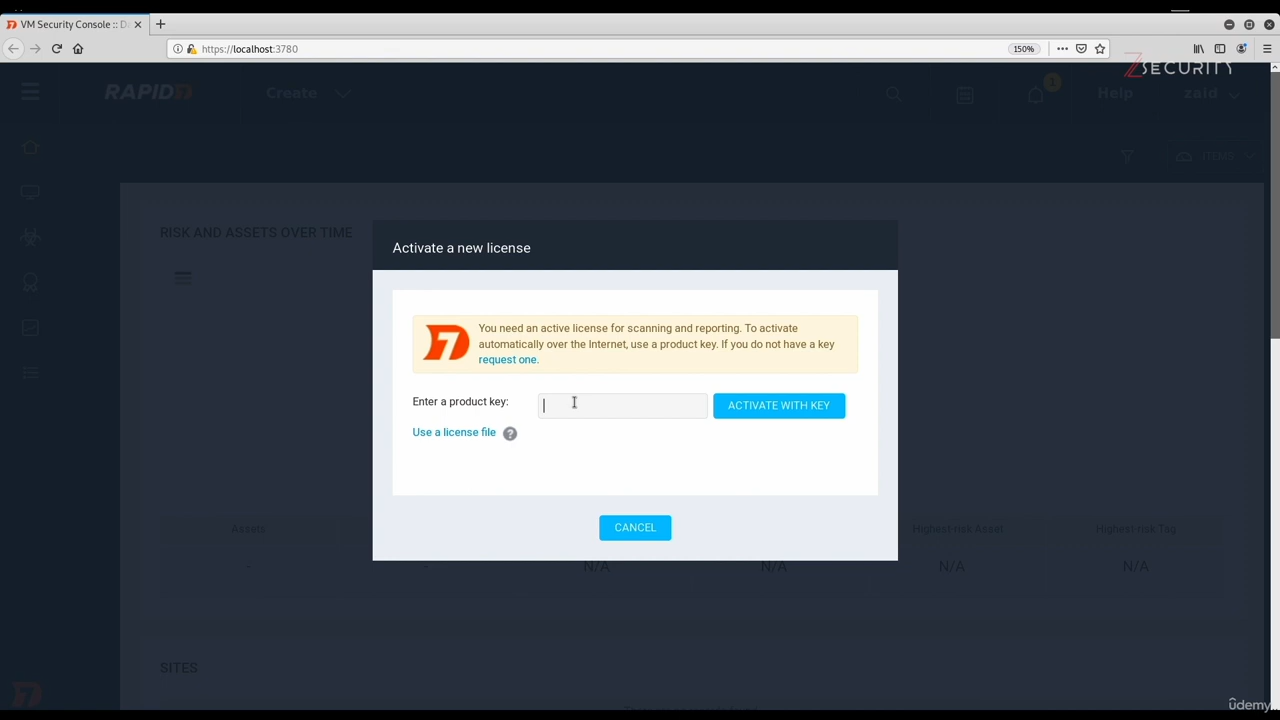 VM Security Console :: Da
https://localhost:3780
150%
ZSECURITY
RAPID7
Create
1
Help
zaid
ITEMS
RISK AND ASSETS OVER TIME
Activate a new license
You need an active license for scanning and reporting. To activate
automatically over the Internet, use a product key. If you do not have a key
request one.
Enter a product key:
ACTIVATE WITH KEY
Use a license file
?
CANCEL
Assets
Highest-risk Asset
Highest-risk Tag
-
-
N/A
N/A
N/A
N/A
SITES
udemy